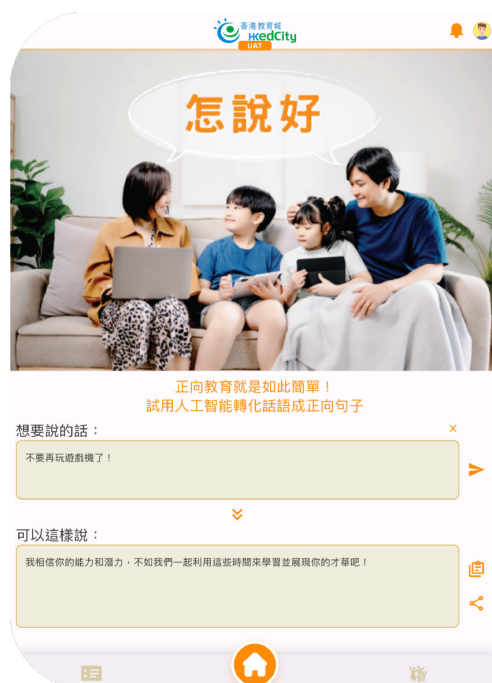 香港教育城
HKedCity
UAT
怎說好
正向教育就是如此簡單！
試用人工智能轉化話語成正向句子
想要說的話：
不要再玩遊戲機了！
可以這樣說：
我相信你的能力和潛力，不如我們一起利用這些時間來學習並展現你的才華吧！